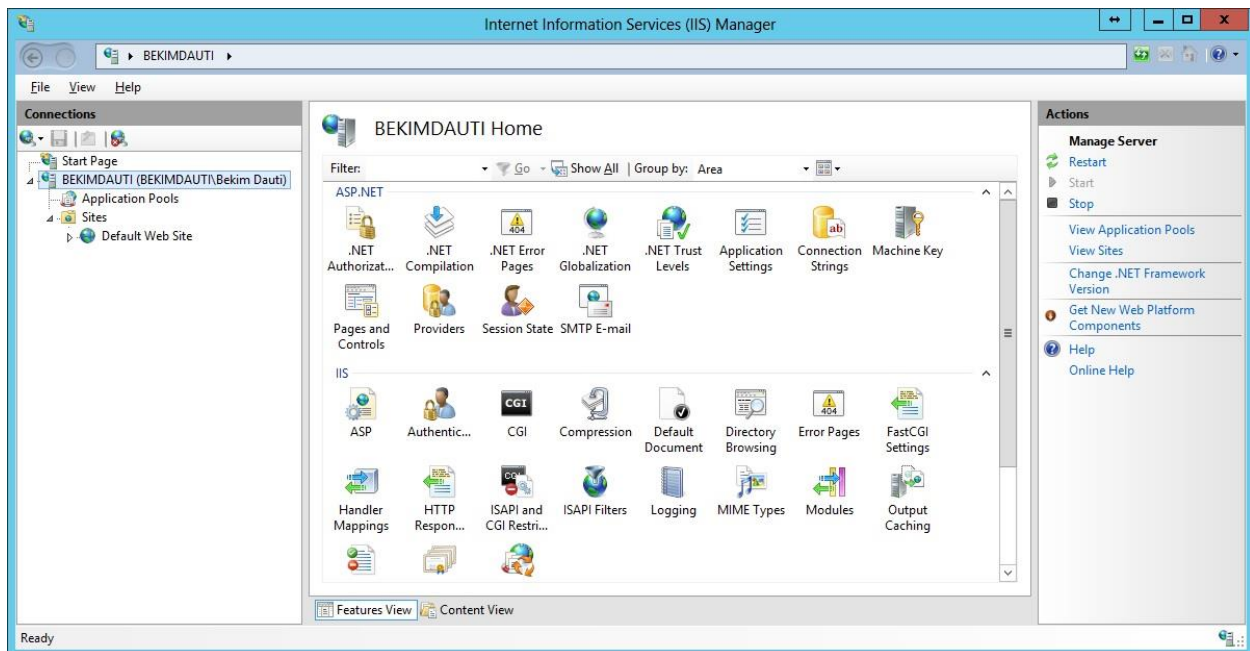 Internet Information Services (IIS) Manager
BEKIMDAUTI
File View Help
Connections
Start Page
BEKIMDAUTI (BEKIMDAUTI\Bekim Dauti)
Application Pools
Sites
Default Web Site
BEKIMDAUTI Home
Filter: Go Show All Group by: Area
ASP.NET
.NET Authorizat...
.NET Compilation
.NET Error Pages
.NET Globalization
.NET Trust Levels
Application Settings
Connection Strings
Machine Key
Pages and Controls
Providers
Session State
SMTP E-mail
IIS
ASP
Authentic...
CGI
Compression
Default Document
Directory Browsing
Error Pages
FastCGI Settings
Handler Mappings
HTTP Respon...
ISAPI and CGI Restri...
ISAPI Filters
Logging
MIME Types
Modules
Output Caching
Features View Content View
Actions
Manage Server
Restart
Start
Stop
View Application Pools
View Sites
Change .NET Framework
Version
Get New Web Platform
Components
Help
Online Help
Ready